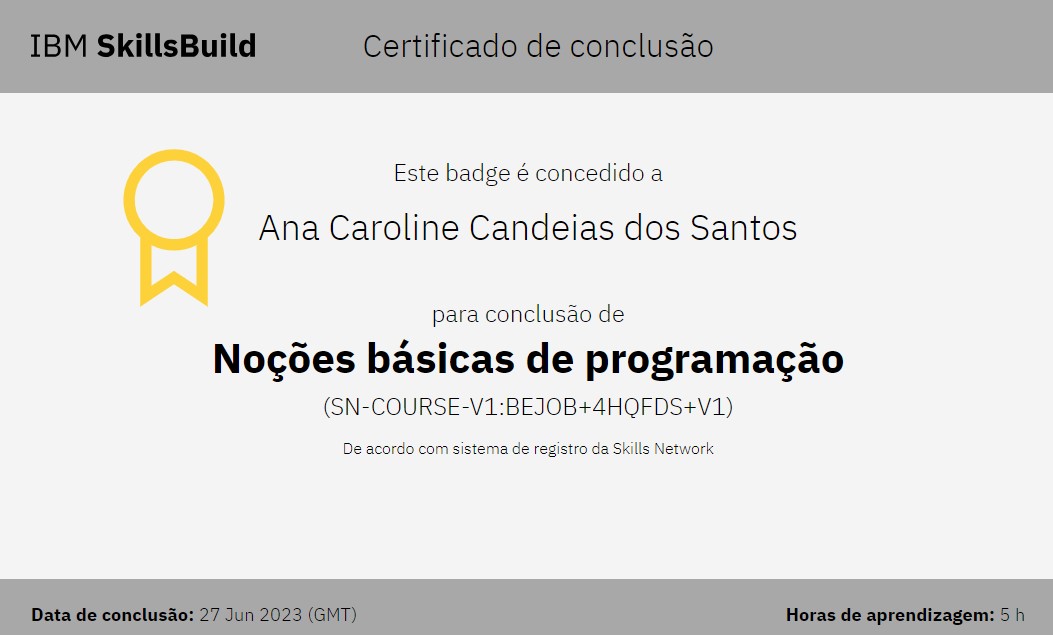 IBM SkillsBuild
Certificado de conclusão
Este badge é concedido a
Ana Caroline Candeias dos Santos
para conclusão de
Noções básicas de programação
(SN-COURSE-V1:BEJOB+4HQFDS+V1)
De acordo com sistema de registro da Skills Network
Data de conclusão: 27 Jun 2023 (GMT)
Horas de aprendizagem: 5 h